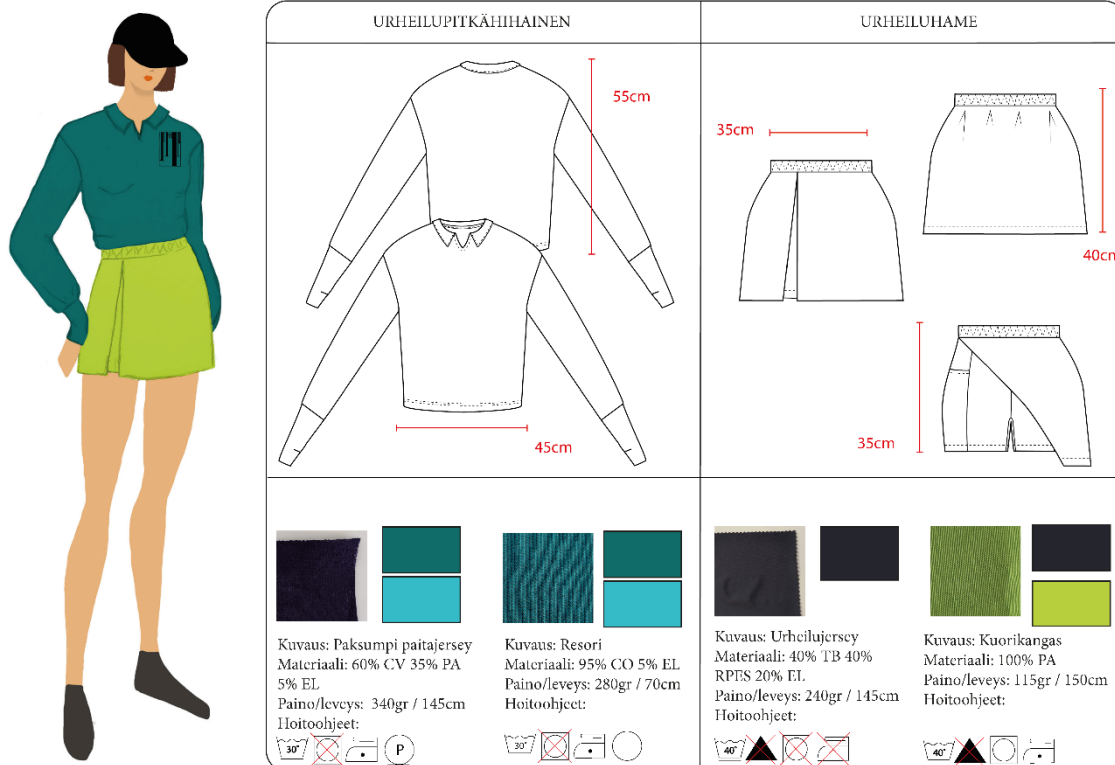 URHEILUPITKÄHIHAINEN
URHEILUHAME
55cm
45cm
35cm
40cm
35cm
Kuvaus: Paksumpi paitajersey
Materiaali: 60% CV 35% PA
5% EL
Paino/leveys: 340gr / 145cm
Hoitoohjeet:
30°
P
Kuvaus: Resori
Materiaali: 95% CO 5% EL
Paino/leveys: 280gr / 70cm
Hoitoohjeet:
30°
Kuvaus: Urheilujersey
Materiaali: 40% TB 40%
RPES 20% EL
Paino/leveys: 240gr / 145cm
Hoitoohjeet:
40°
Kuvaus: Kuorikangas
Materiaali: 100% PA
Paino/leveys: 115gr / 150cm
Hoitoohjeet:
40°